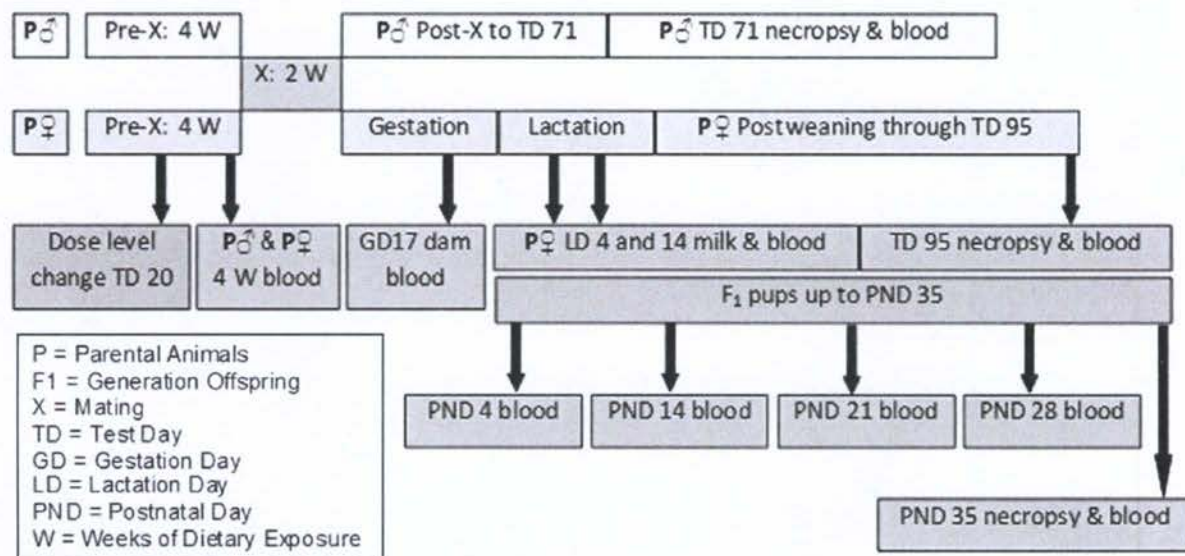 P♂ Pre-X: 4 W P♂ Post-X to TD 71 P♂ TD 71 necropsy & blood
X: 2 W
P♀ Pre-X: 4 W Gestation Lactation P♀ Postweaning through TD 95
Dose level P♂ & P♀ GD17 dam P♀ LD 4 and 14 milk & blood TD 95 necropsy & blood
change TD 20 4 W blood blood
F₁ pups up to PND 35
P = Parental Animals
F1 = Generation Offspring
X = Mating
TD = Test Day
GD = Gestation Day
LD = Lactation Day
PND = Postnatal Day
W = Weeks of Dietary Exposure
PND 4 blood PND 14 blood PND 21 blood PND 28 blood
PND 35 necropsy & blood